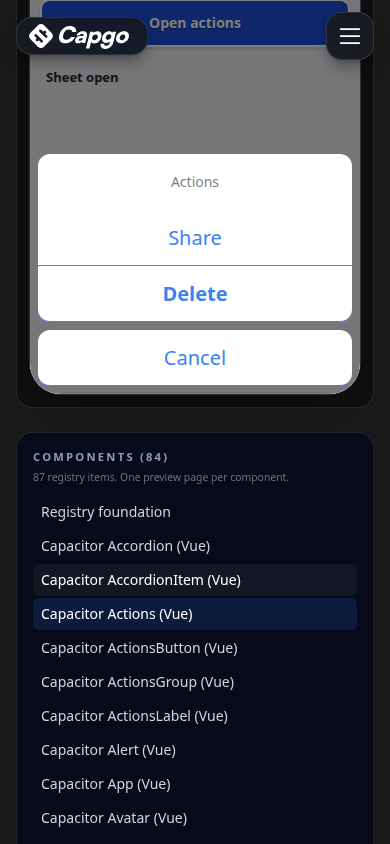 Open actions
Capgo
Sheet open
Actions
Share
Delete
Cancel
COMPONENTS (84)
87 registry items. One preview page per component.
Registry foundation
Capacitor Accordion (Vue)
Capacitor AccordionItem (Vue)
Capacitor Actions (Vue)
Capacitor ActionsButton (Vue)
Capacitor ActionsGroup (Vue)
Capacitor ActionsLabel (Vue)
Capacitor Alert (Vue)
Capacitor App (Vue)
Capacitor Avatar (Vue)